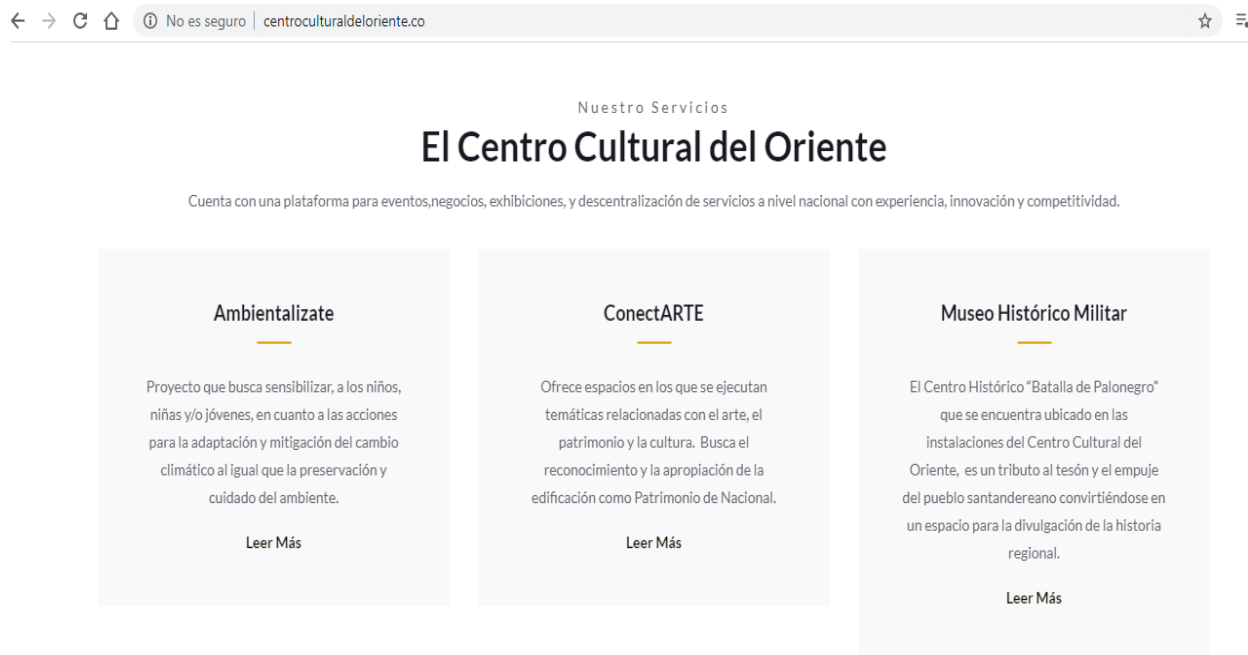 No es seguro centroculturaldeloriente.co
Nuestro Servicios
El Centro Cultural del Oriente
Cuenta con una plataforma para eventos,negocios, exhibiciones, y descentralización de servicios a nivel nacional con experiencia, innovación y competitividad.
Ambientalizate
Proyecto que busca sensibilizar, a los niños,
niñas y/o jóvenes, en cuanto a las acciones
para la adaptación y mitigación del cambio
climático al igual que la preservación y
cuidado del ambiente.
Leer Más
ConectARTE
Ofrece espacios en los que se ejecutan
temáticas relacionadas con el arte, el
patrimonio y la cultura. Busca el
reconocimiento y la apropiación de la
edificación como Patrimonio de Nacional.
Leer Más
Museo Histórico Militar
El Centro Histórico “Batalla de Palonegro”
que se encuentra ubicado en las
instalaciones del Centro Cultural del
Oriente, es un tributo al tesón y el empuje
del pueblo santandereano convirtiéndose en
un espacio para la divulgación de la historia
regional.
Leer Más